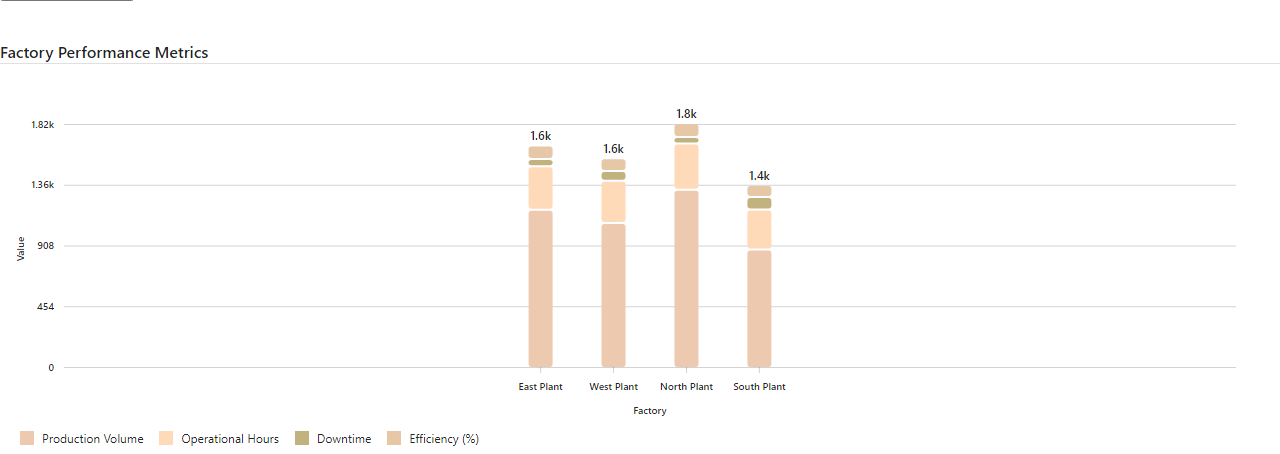 Factory Performance Metrics
1.82k
1.36k
908
454
0
Value
1.6k
1.6k
1.8k
1.4k
East Plant
West Plant
North Plant
South Plant
Factory
Production Volume
Operational Hours
Downtime
Efficiency (%)